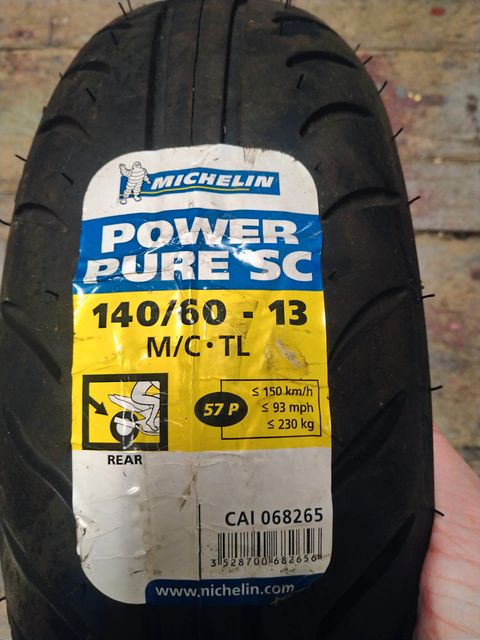 MICHELIN
POWER
PURE SC
140/60 - 13
M/C·TL
57 P
≤ 150 km/h
≤ 93 mph
≤ 230 kg
REAR
CAI 068265
3 528700 682656
www.michelin.com